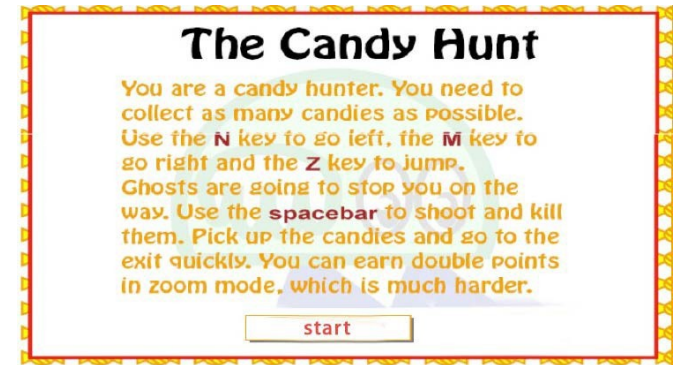 The Candy Hunt
You are a candy hunter. You need to
collect as many candies as possible.
Use the N key to go left, the M key to
go right and the Z key to jump.
Ghosts are going to stop you on the
way. Use the spacebar to shoot and kill
them. Pick up the candies and go to the
exit quickly. You can earn double points
in zoom mode, which is much harder.
start